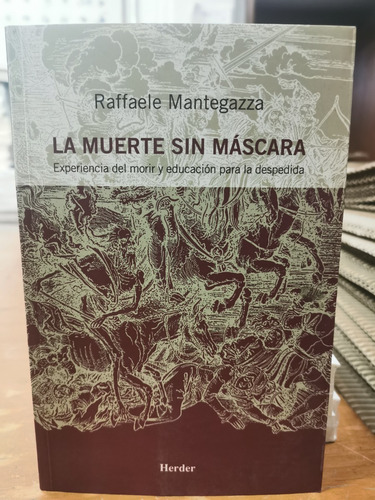 Raffaele Mantegazza
LA MUERTE SIN MÁSCARA
Experiencia del morir y educación para la despedida
Herder